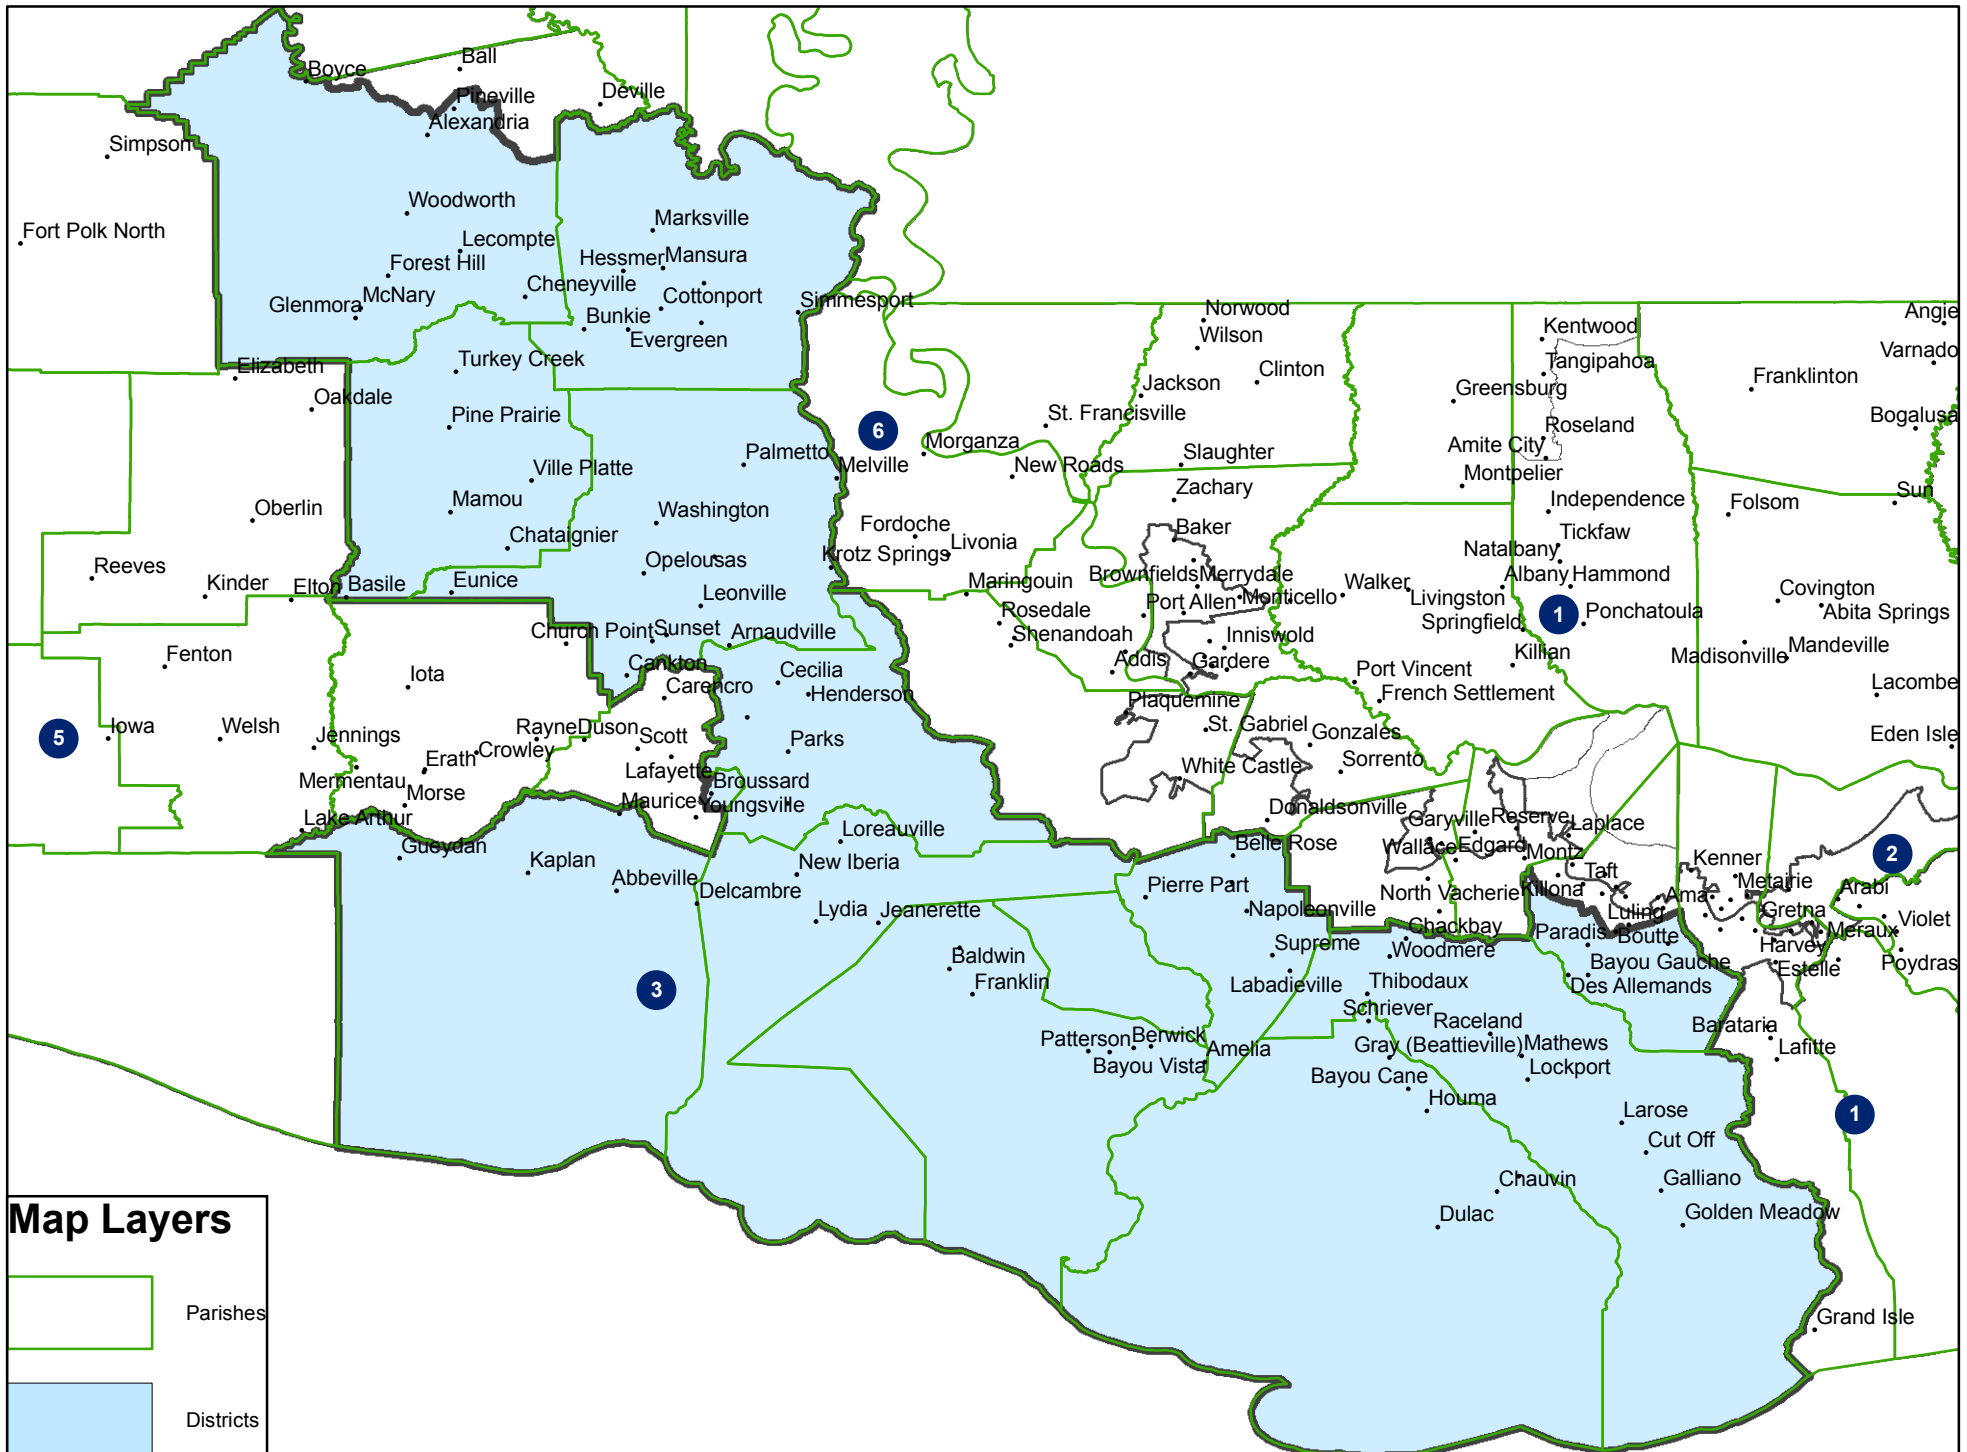 Ball
Boyce
Pineville
Deville
Alexandria
Simpson
Woodworth
Fort Polk North
Marksville
Lecompte
Hessmer
Mansura
Forest Hill
Cheneyville
McNary
Glenmora
Cottonport
Simmesport
Bunkie
Evergreen
Norwood
Wilson
Kentwood
Angie
Varnado
Elizabeth
Turkey Creek
Tangipahoa
Clinton
Jackson
Greensburg
Franklinton
Oakdale
Pine Prairie
St. Francisville
Bogalusa
6
Roseland
Morganza
Amite City
Palmetto
Slaughter
Ville Platte
Melville
New Roads
Montpelier
Zachary
Sun
Mamou
Independence
Folsom
Oberlin
Washington
Fordoche
Baker
Tickfaw
Chataignier
Livonia
Natalbany
Krotz Springs
Opelousas
Reeves
Kinder
Elton
Basile
Eunice
Maringouin
Brownfields
Merrydale
Walker
Albany
Hammond
Leonville
Port Allen
Monticello
Livingston
Covington
Rosedale
1
Ponchatoula
Abita Springs
Springfield
Church Point
Sunset
Arnaudville
Shenandoah
Inniswold
Fenton
Killian
Mandeville
Madisonville
Cankton
Cecilia
Addis
Gardere
Port Vincent
Iota
Carencro
Henderson
French Settlement
Lacombe
Plaquemine
5
Iowa
Welsh
Jennings
Rayne
Duson
Scott
Parks
St. Gabriel
Gonzales
Eden Isle
Erath
Crowley
Sorrento
White Castle
Mermentau
Lafayette
Broussard
Morse
Maurice
Youngsville
Donaldsonville
Lake Arthur
Loreauville
Garyville
Reserve
Laplace
Gueydan
Belle Rose
Wallace
Edgard
Montz
2
Kaplan
New Iberia
Kenner
Taft
Metairie
Abbeville
Delcambre
Pierre Part
North Vacherie
Killona
Ama
Arabi
Lydia
Jeanerette
Napoleonville
Luling
Gretna
Violet
Chackbay
Paradis
Boutte
Meraux
Supreme
Woodmere
Harvey
Baldwin
Bayou Gauche
Estelle
Poydras
3
Franklin
Labadieville
Thibodaux
Des Allemands
Schriever
Raceland
Barataria
Patterson
Berwick
Amelia
Gray (Beattieville)
Mathews
Lafitte
Bayou Vista
Bayou Cane
Lockport
Houma
Larose
1
Cut Off
Chauvin
Galliano
Dulac
Golden Meadow
Grand Isle
Map Layers
Parishes
Districts